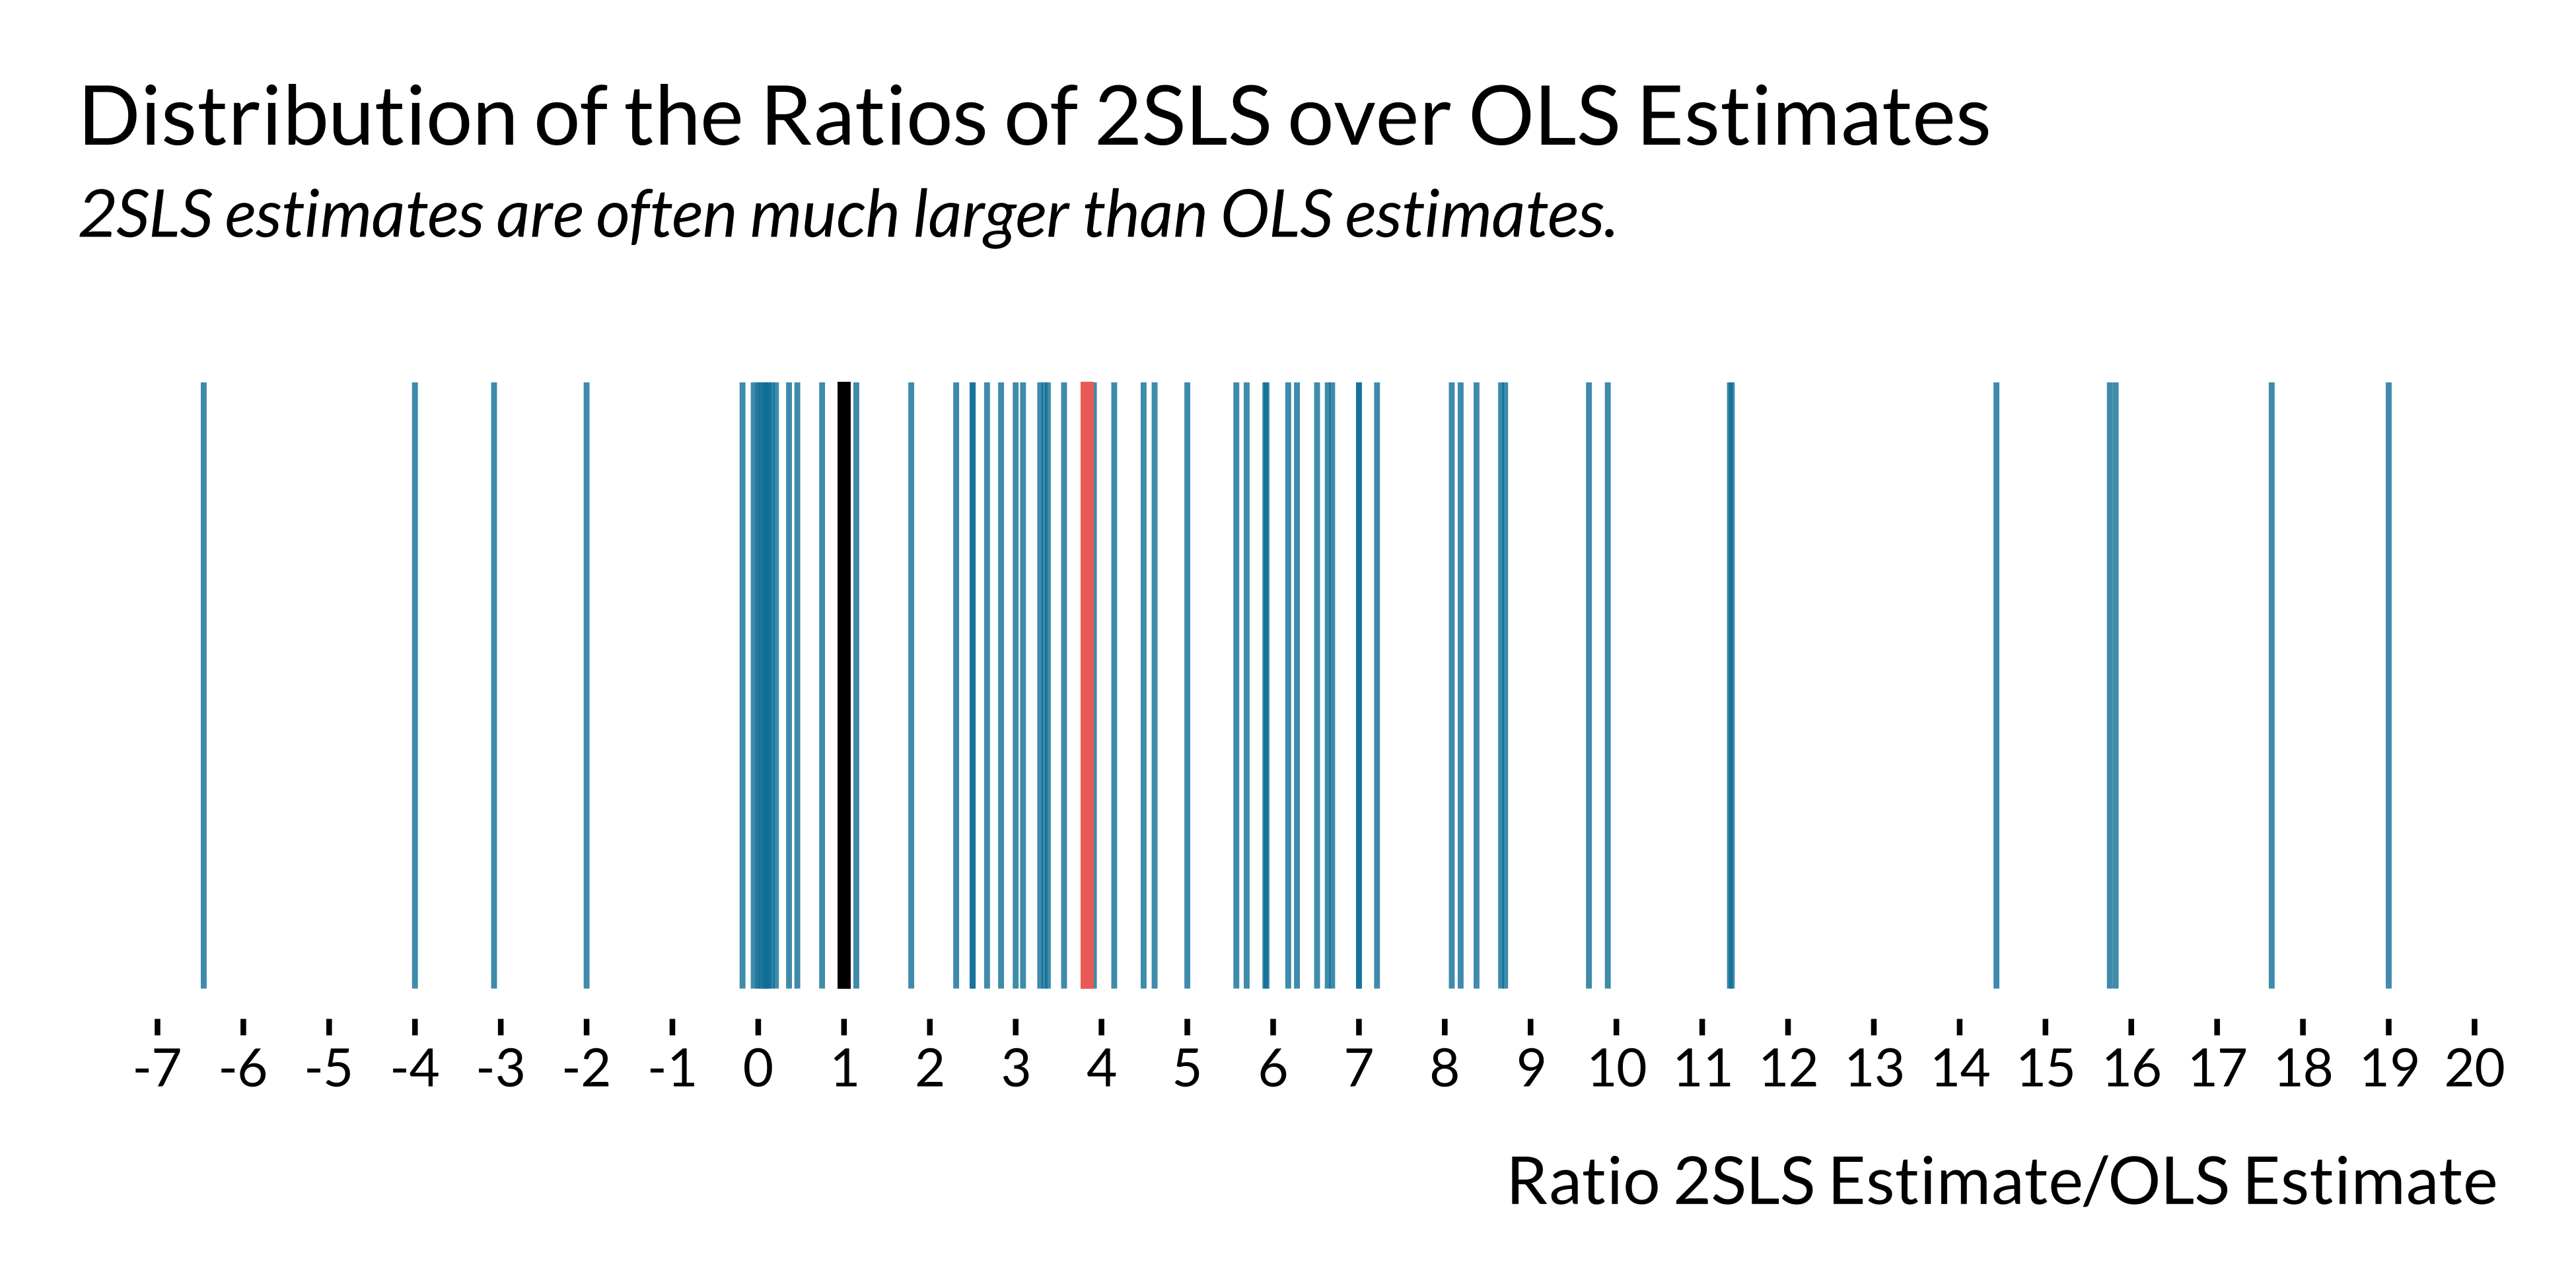 Distribution of the Ratios of 2SLS over OLS Estimates
2SLS estimates are often much larger than OLS estimates.
-7 -6 -5 -4 -3 -2 -1 0 1 2 3 4 5 6 7 8 9 10 11 12 13 14 15 16 17 18 19 20
Ratio 2SLS Estimate/OLS Estimate